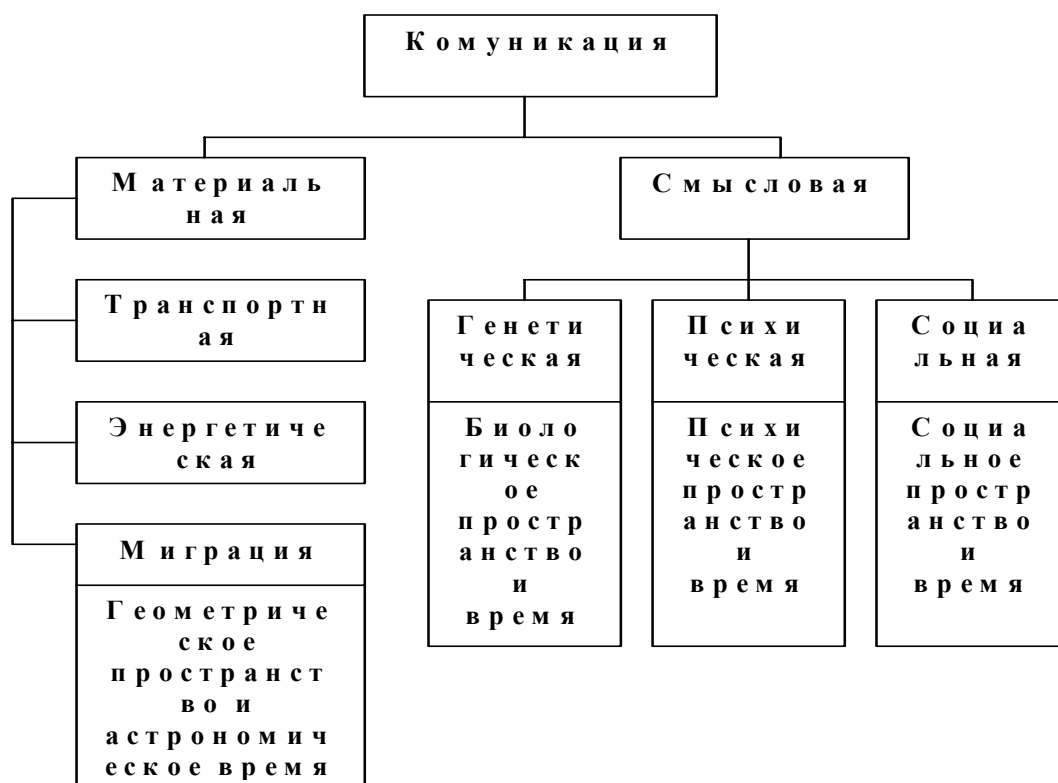 Комуникация
Материаль
ная
Смысловая
Транспортн
ая
Энергетиче
ская
Миграция
Геометриче
ское
пространст
во и
астрономич
еское время
Генети
ческая
Биоло
гическ
ое
простр
анство
и
время
Психи
ческая
Психи
ческое
простр
анство
и
время
Социа
льная
Социа
льное
простр
анство
и
время